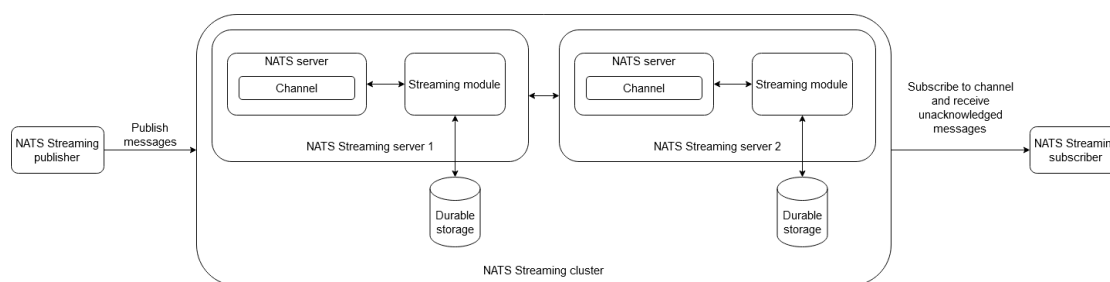 NATS Streaming
publisher
Publish
messages
NATS server
Channel
Streaming module
NATS Streaming server 1
Durable
storage
NATS server
Channel
Streaming module
NATS Streaming server 2
Durable
storage
NATS Streaming cluster
Subscribe to channel
and receive
unacknowledged
messages
NATS Streaming
subscriber